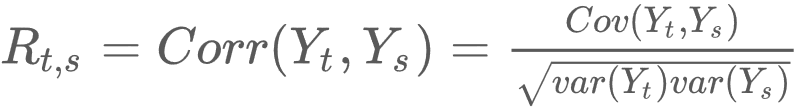 R_{t,s} = Corr(Y_t, Y_s) = \frac{Cov(Y_t, Y_s)}{\sqrt{var(Y_t)var(Y_s)}}